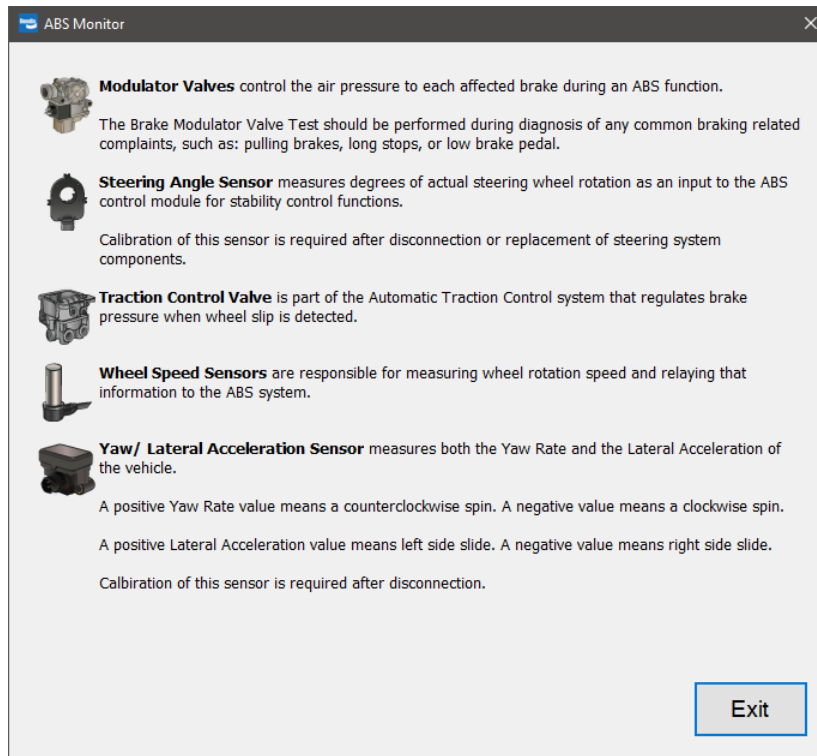 ABS Monitor
Modulator Valves control the air pressure to each affected brake during an ABS function.
The Brake Modulator Valve Test should be performed during diagnosis of any common braking related
complaints, such as: pulling brakes, long stops, or low brake pedal.
Steering Angle Sensor measures degrees of actual steering wheel rotation as an input to the ABS
control module for stability control functions.
Calibration of this sensor is required after disconnection or replacement of steering system
components.
Traction Control Valve is part of the Automatic Traction Control system that regulates brake
pressure when wheel slip is detected.
Wheel Speed Sensors are responsible for measuring wheel rotation speed and relaying that
information to the ABS system.
Yaw/ Lateral Acceleration Sensor measures both the Yaw Rate and the Lateral Acceleration of
the vehicle.
A positive Yaw Rate value means a counterclockwise spin. A negative value means a clockwise spin.
A positive Lateral Acceleration value means left side slide. A negative value means right side slide.
Calbiration of this sensor is required after disconnection.
Exit